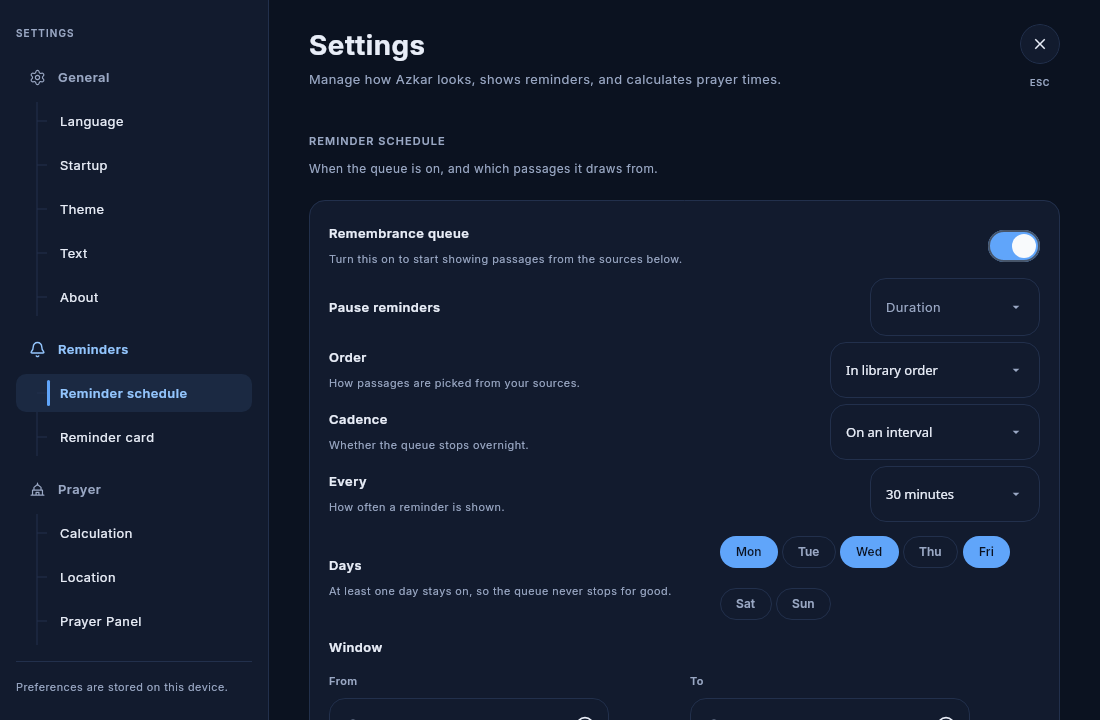 SETTINGS
General
Language
Startup
Theme
Text
About
Reminders
Reminder schedule
Reminder card
Prayer
Calculation
Location
Prayer Panel
Preferences are stored on this device.
Settings
Manage how Azkar looks, shows reminders, and calculates prayer times.
ESC
REMINDER SCHEDULE
When the queue is on, and which passages it draws from.
Remembrance queue
Turn this on to start showing passages from the sources below.
Pause reminders
Duration
Order
How passages are picked from your sources.
In library order
Cadence
Whether the queue stops overnight.
On an interval
Every
How often a reminder is shown.
30 minutes
Days
At least one day stays on, so the queue never stops for good.
Mon Tue Wed Thu Fri
Sat Sun
Window
From To